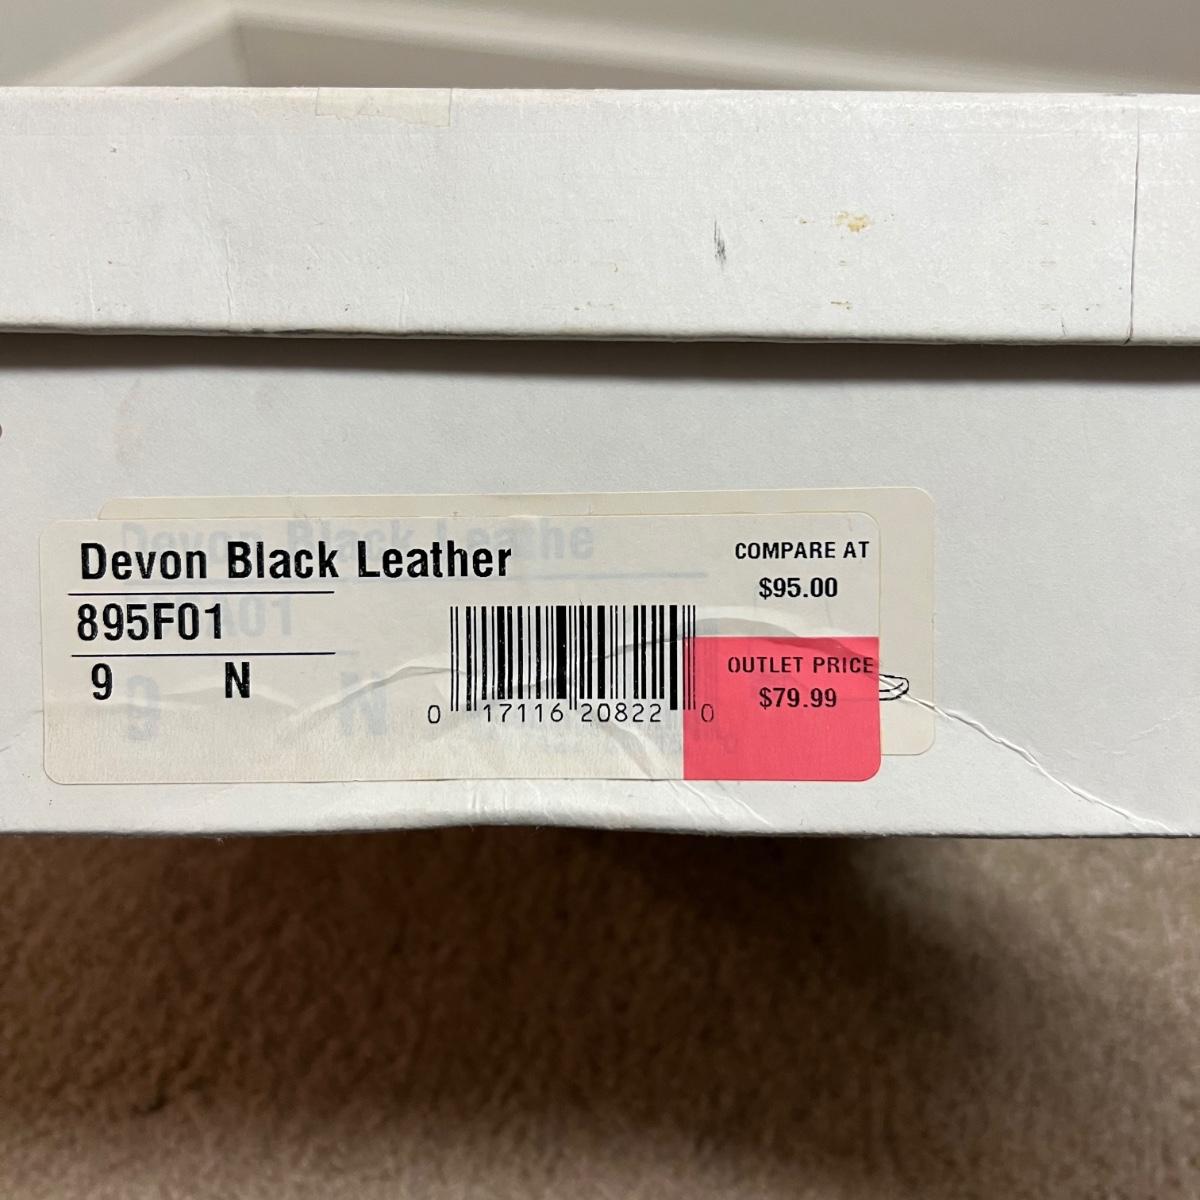 Devon Black Leather
895F01
9 N
0 17116 20822 0
COMPARE AT
$95.00
OUTLET PRICE
$79.99